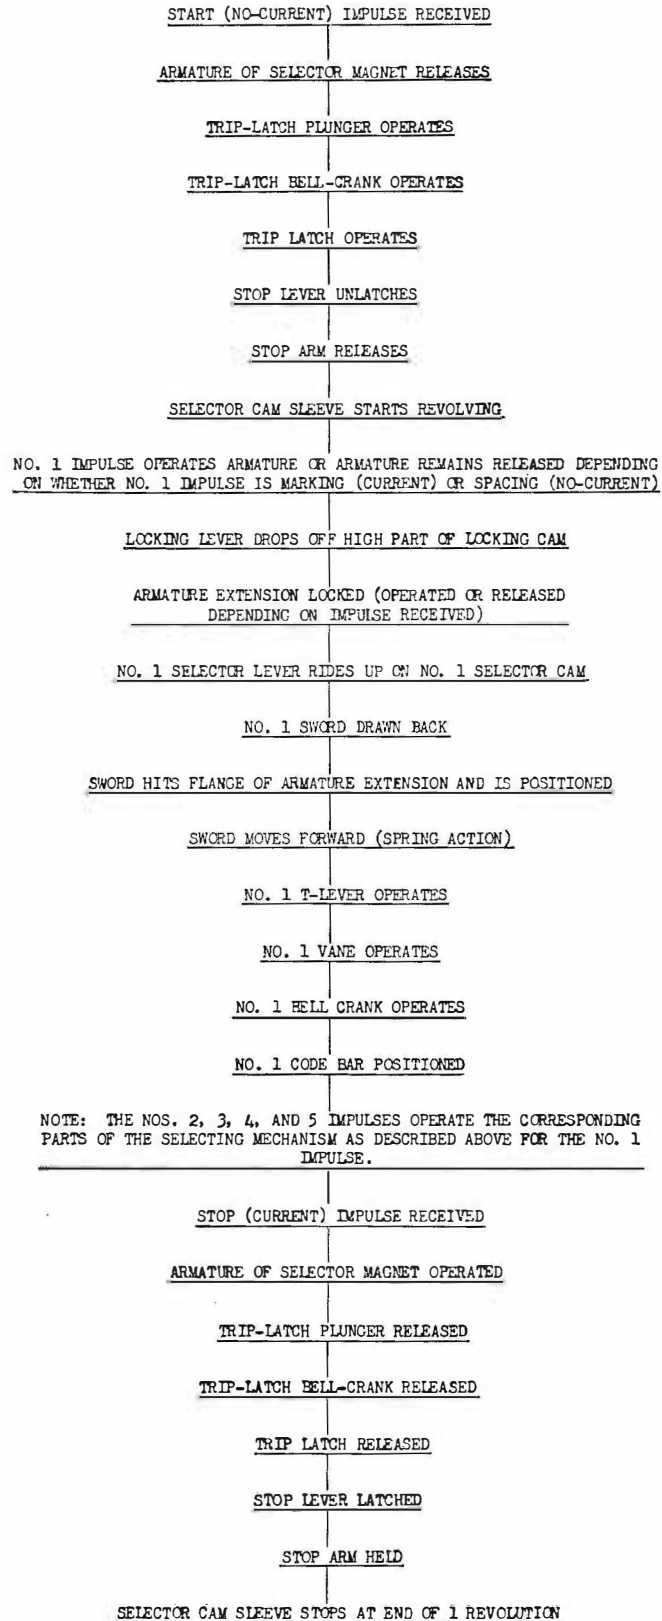 START (NO-CURRENT) IMPULSE RECEIVED
ARMATURE OF SELECTOR MAGNET RELEASES
TRIP-LATCH PLUNGER OPERATES
TRIP-LATCH BELL-CRANK OPERATES
TRIP LATCH OPERATES
STOP LEVER UNLATCHES
STOP ARM RELEASES
SELECTOR CAM SLEEVE STARTS REVOLVING
NO. 1 IMPULSE OPERATES ARMATURE OR ARMATURE REMAINS RELEASED DEPENDING
ON WHETHER NO. 1 IMPULSE IS MARKING (CURRENT) OR SPACING (NO-CURRENT)
LOCKING LEVER DROPS OFF HIGH PART OF LOCKING CAM
ARMATURE EXTENSION LOCKED (OPERATED OR RELEASED
DEPENDING ON IMPULSE RECEIVED)
NO. 1 SELECTOR LEVER RIDES UP ON NO. 1 SELECTOR CAM
NO. 1 SWORD DRAWN BACK
SWORD HITS FLANGE OF ARMATURE EXTENSION AND IS POSITIONED
SWORD MOVES FORWARD (SPRING ACTION)
NO. 1 T-LEVER OPERATES
NO. 1 VANE OPERATES
NO. 1 BELL CRANK OPERATES
NO. 1 CODE BAR POSITIONED
NOTE: THE NOS. 2, 3, 4, AND 5 IMPULSES OPERATE THE CORRESPONDING
PARTS OF THE SELECTING MECHANISM AS DESCRIBED ABOVE FOR THE NO. 1
IMPULSE.
STOP (CURRENT) IMPULSE RECEIVED
ARMATURE OF SELECTOR MAGNET OPERATED
TRIP-LATCH PLUNGER RELEASED
TRIP-LATCH BELL-CRANK RELEASED
TRIP LATCH RELEASED
STOP LEVER LATCHED
STOP ARM HELD
SELECTOR CAM SLEEVE STOPS AT END OF 1 REVOLUTION